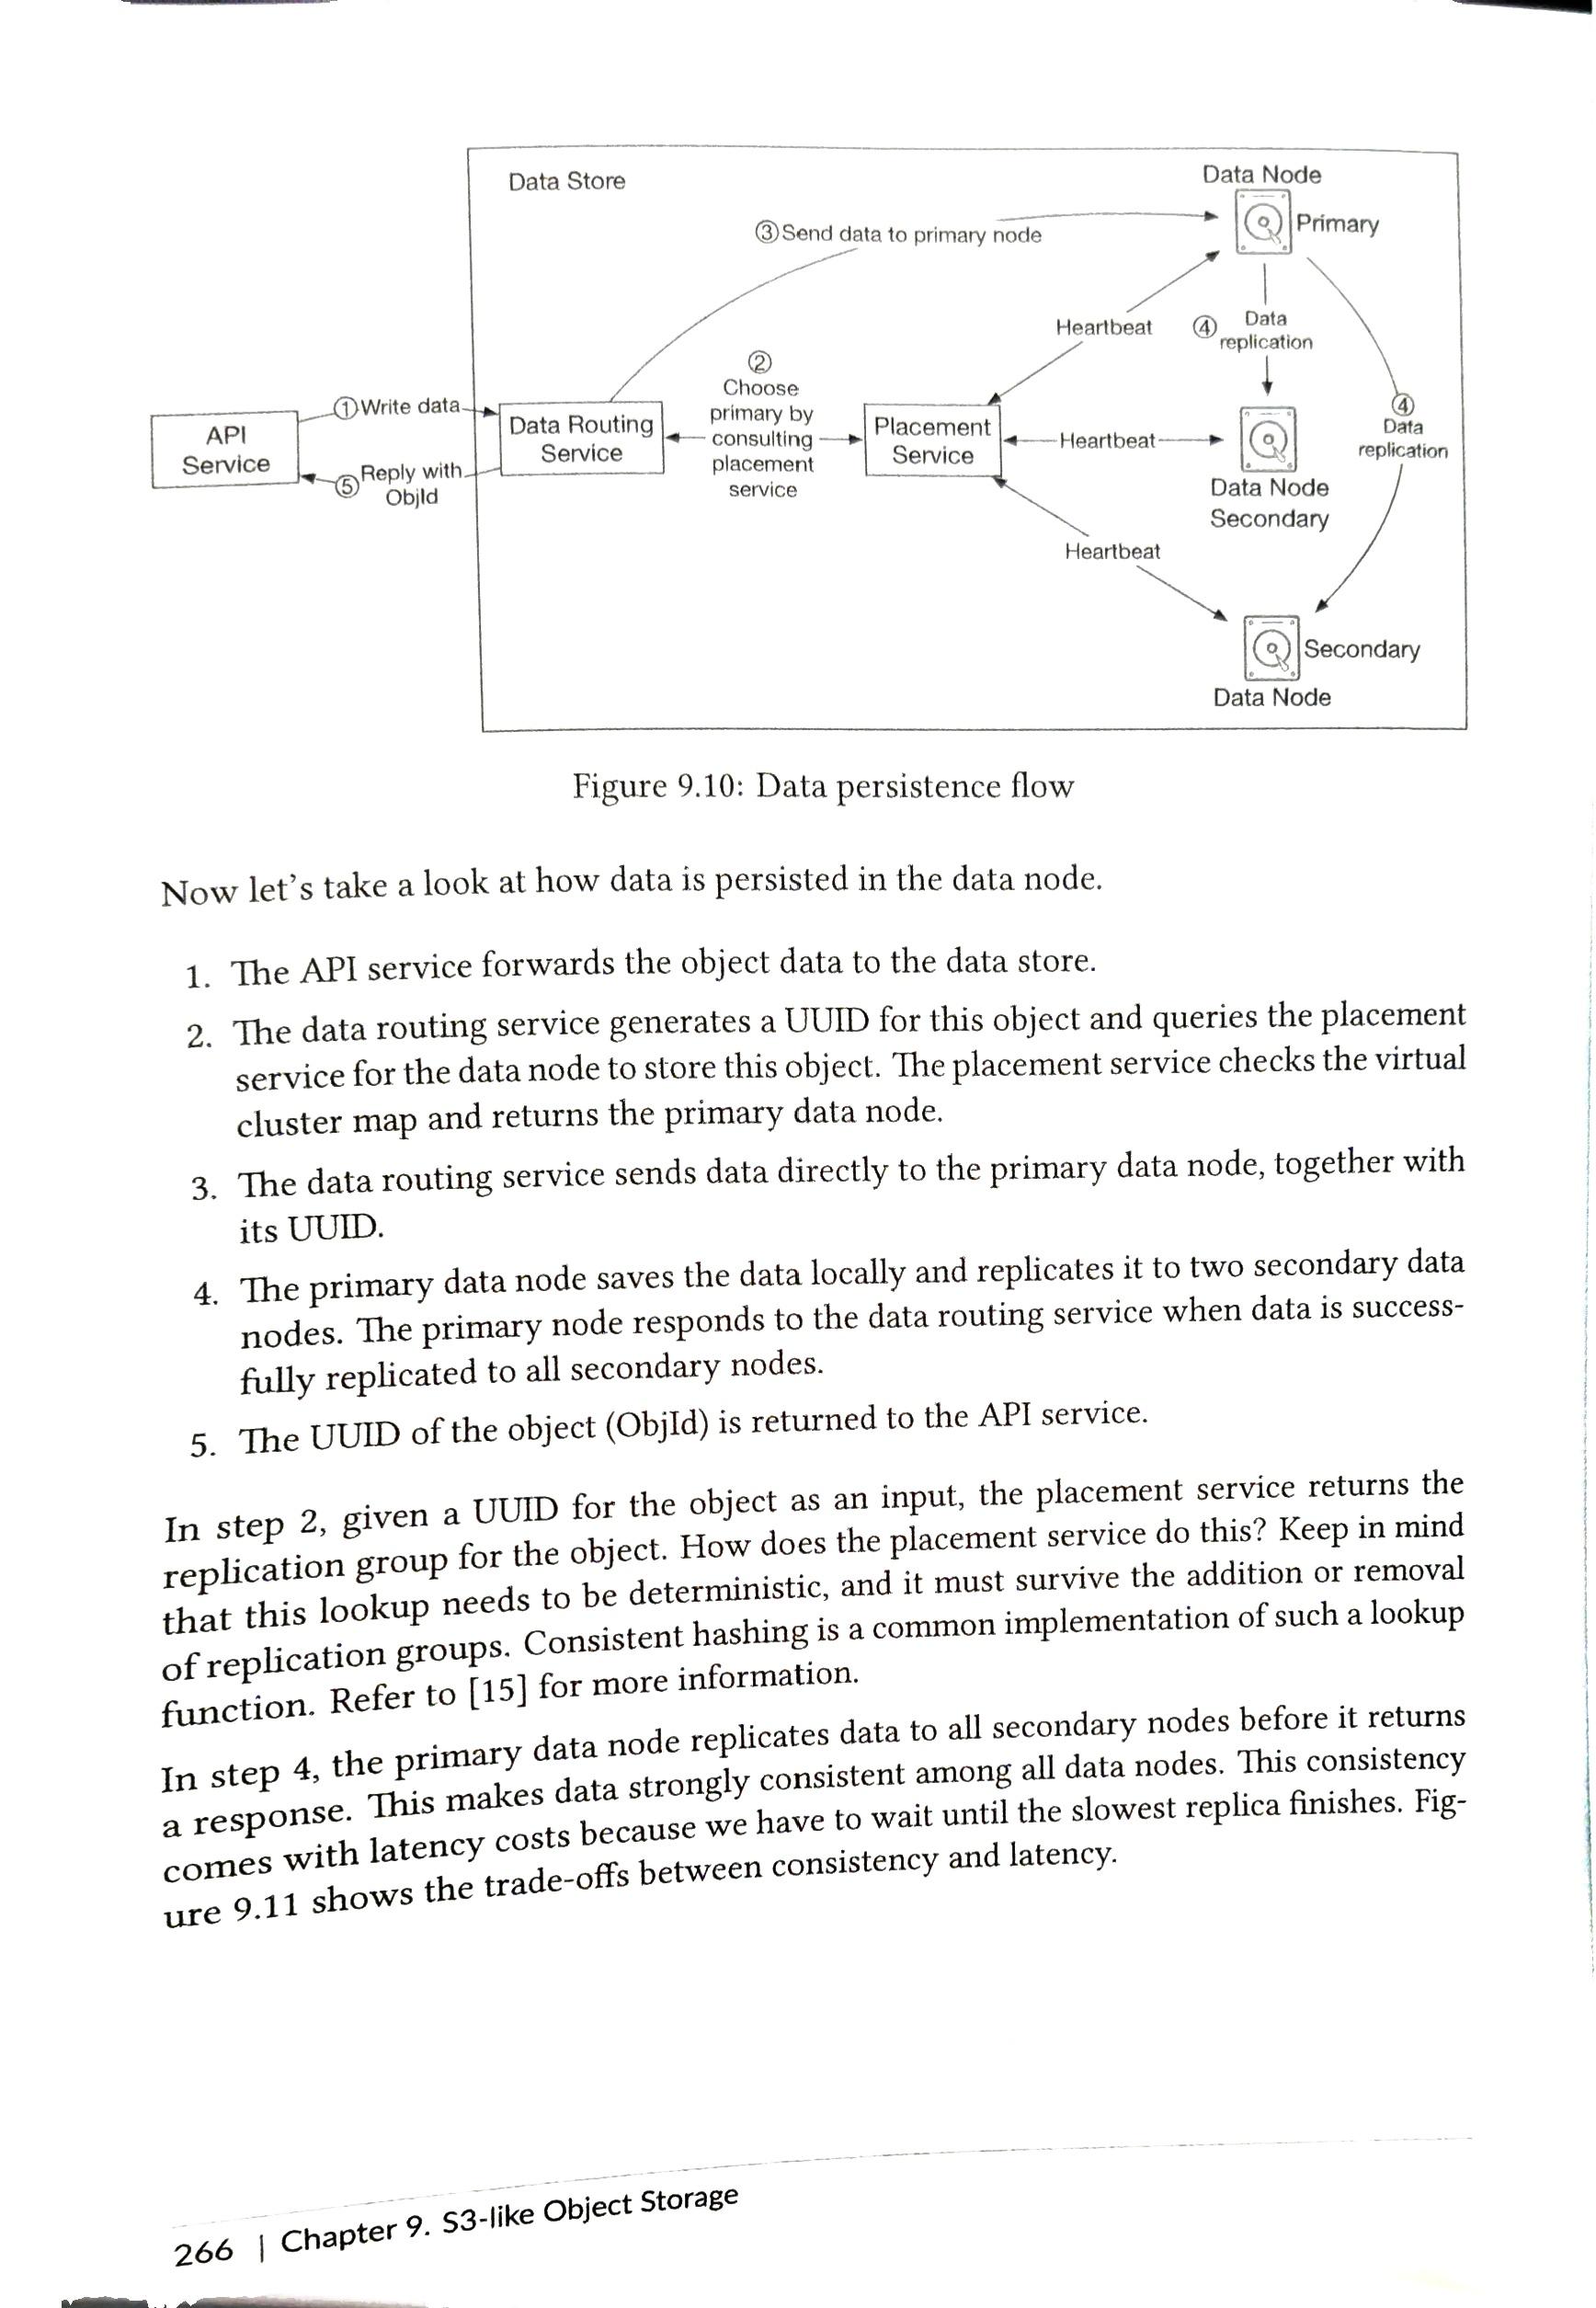 Data Store
Data Node
Primary
③Send data to primary node
Heartbeat
④
Data
replication
②
Choose
primary by
consulting
placement
service
①Write data
API
Service
Data Routing
Service
Placement
Service
Heartbeat
④
Data
replication
⑤Reply with
ObjId
Data Node
Secondary
Heartbeat
Secondary
Data Node
Figure 9.10: Data persistence flow
Now let's take a look at how data is persisted in the data node.
1. The API service forwards the object data to the data store.
2. The data routing service generates a UUID for this object and queries the placement
service for the data node to store this object. The placement service checks the virtual
cluster map and returns the primary data node.
3. The data routing service sends data directly to the primary data node, together with
its UUID.
4. The primary data node saves the data locally and replicates it to two secondary data
nodes. The primary node responds to the data routing service when data is success-
fully replicated to all secondary nodes.
5. The UUID of the object (ObjId) is returned to the API service.
In step 2, given a UUID for the object as an input, the placement service returns the
replication group for the object. How does the placement service do this? Keep in mind
that this lookup needs to be deterministic, and it must survive the addition or removal
of replication groups. Consistent hashing is a common implementation of such a lookup
function. Refer to [15] for more information.
In step 4, the primary data node replicates data to all secondary nodes before it returns
a response. This makes data strongly consistent among all data nodes. This consistency
comes with latency costs because we have to wait until the slowest replica finishes. Fig-
ure 9.11 shows the trade-offs between consistency and latency.
266 | Chapter 9. S3-like Object Storage